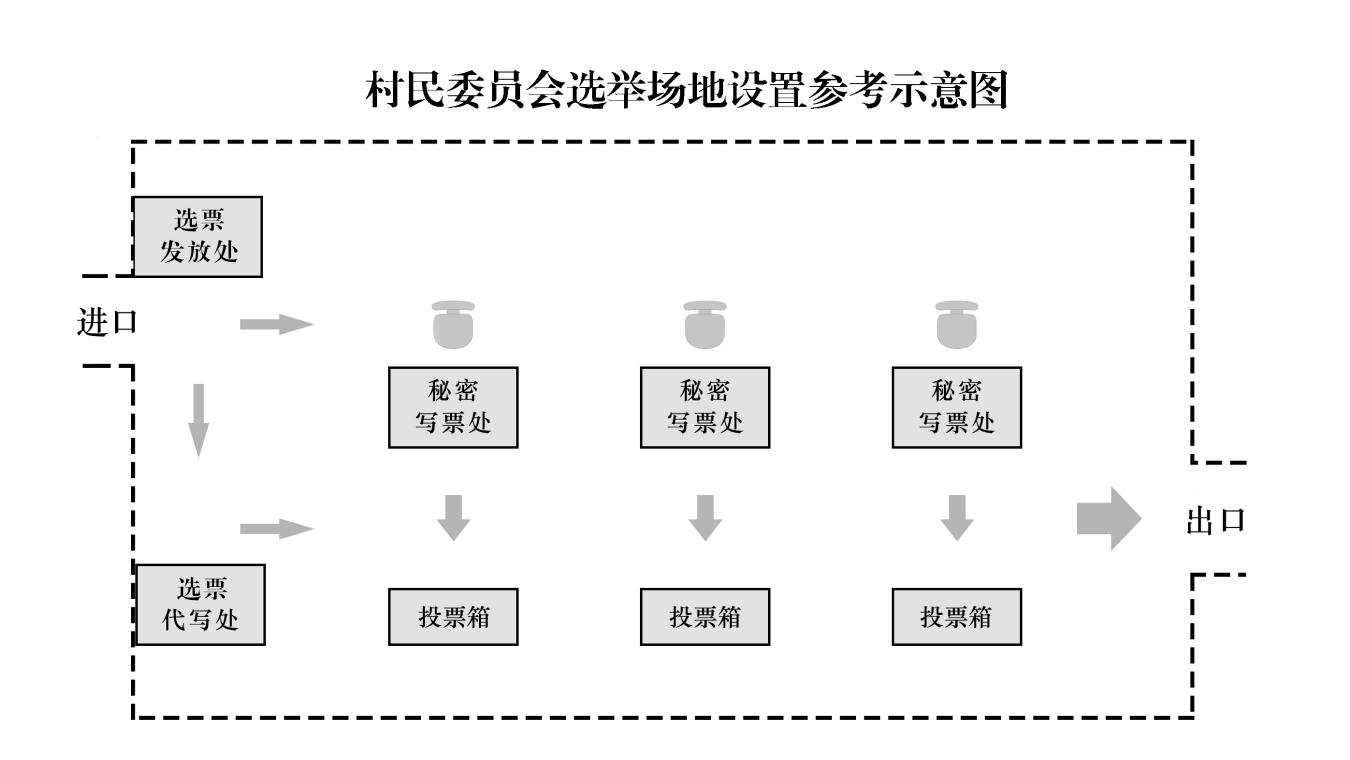 村民委员会选举场地设置参考示意图
选票
发放处
进口
秘密
写票处
秘密
写票处
秘密
写票处
出口
选票
代写处
投票箱
投票箱
投票箱